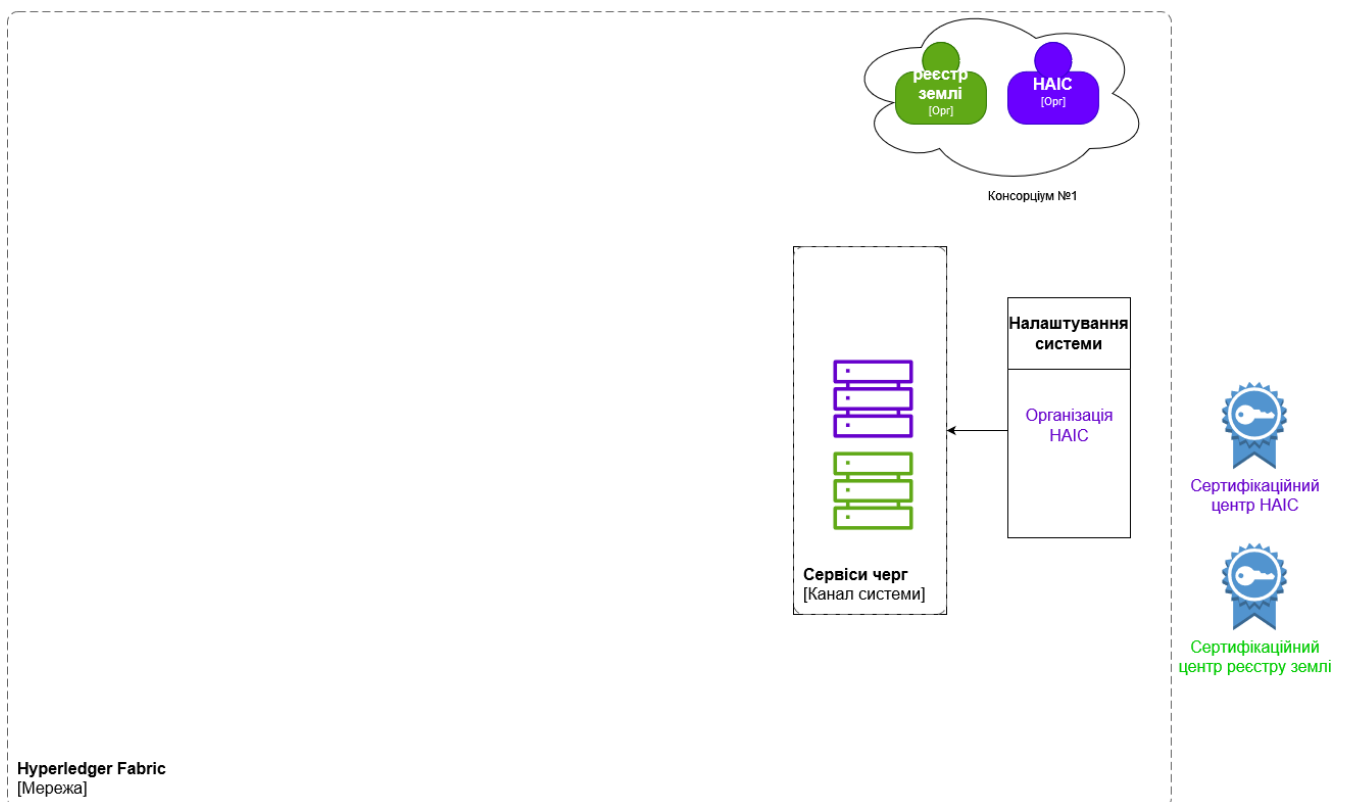 реєстр
землі
[Орг]
НАІС
[Орг]
Консорціум №1
Налаштування
системи
Організація
НАІС
Сервіси черг
[Канал системи]
Сертифікаційний
центр НАІС
Сертифікаційний
центр реєстру землі
Hyperledger Fabric
[Мережа]